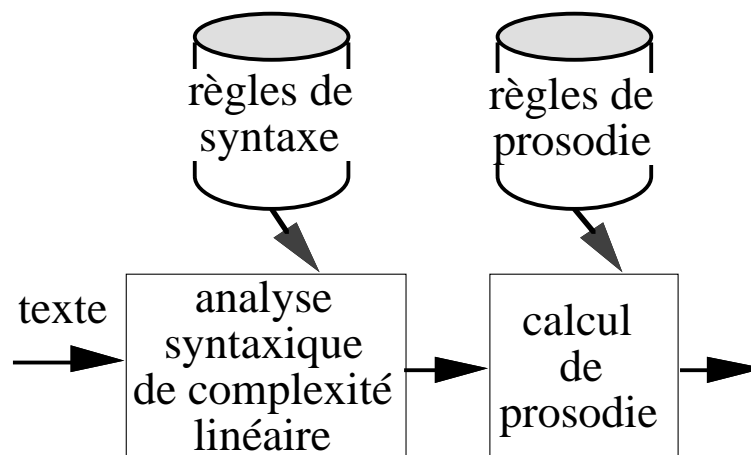 règles de
syntaxe
règles de
prosodie
texte
analyse
syntaxique
de complexité
linéaire
calcul
de
prosodie